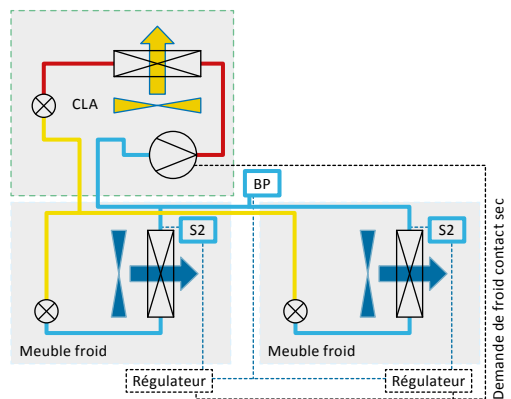 CLA
BP
S2
S2
Meuble froid
Meuble froid
Régulateur
Régulateur
Demande de froid contact sec